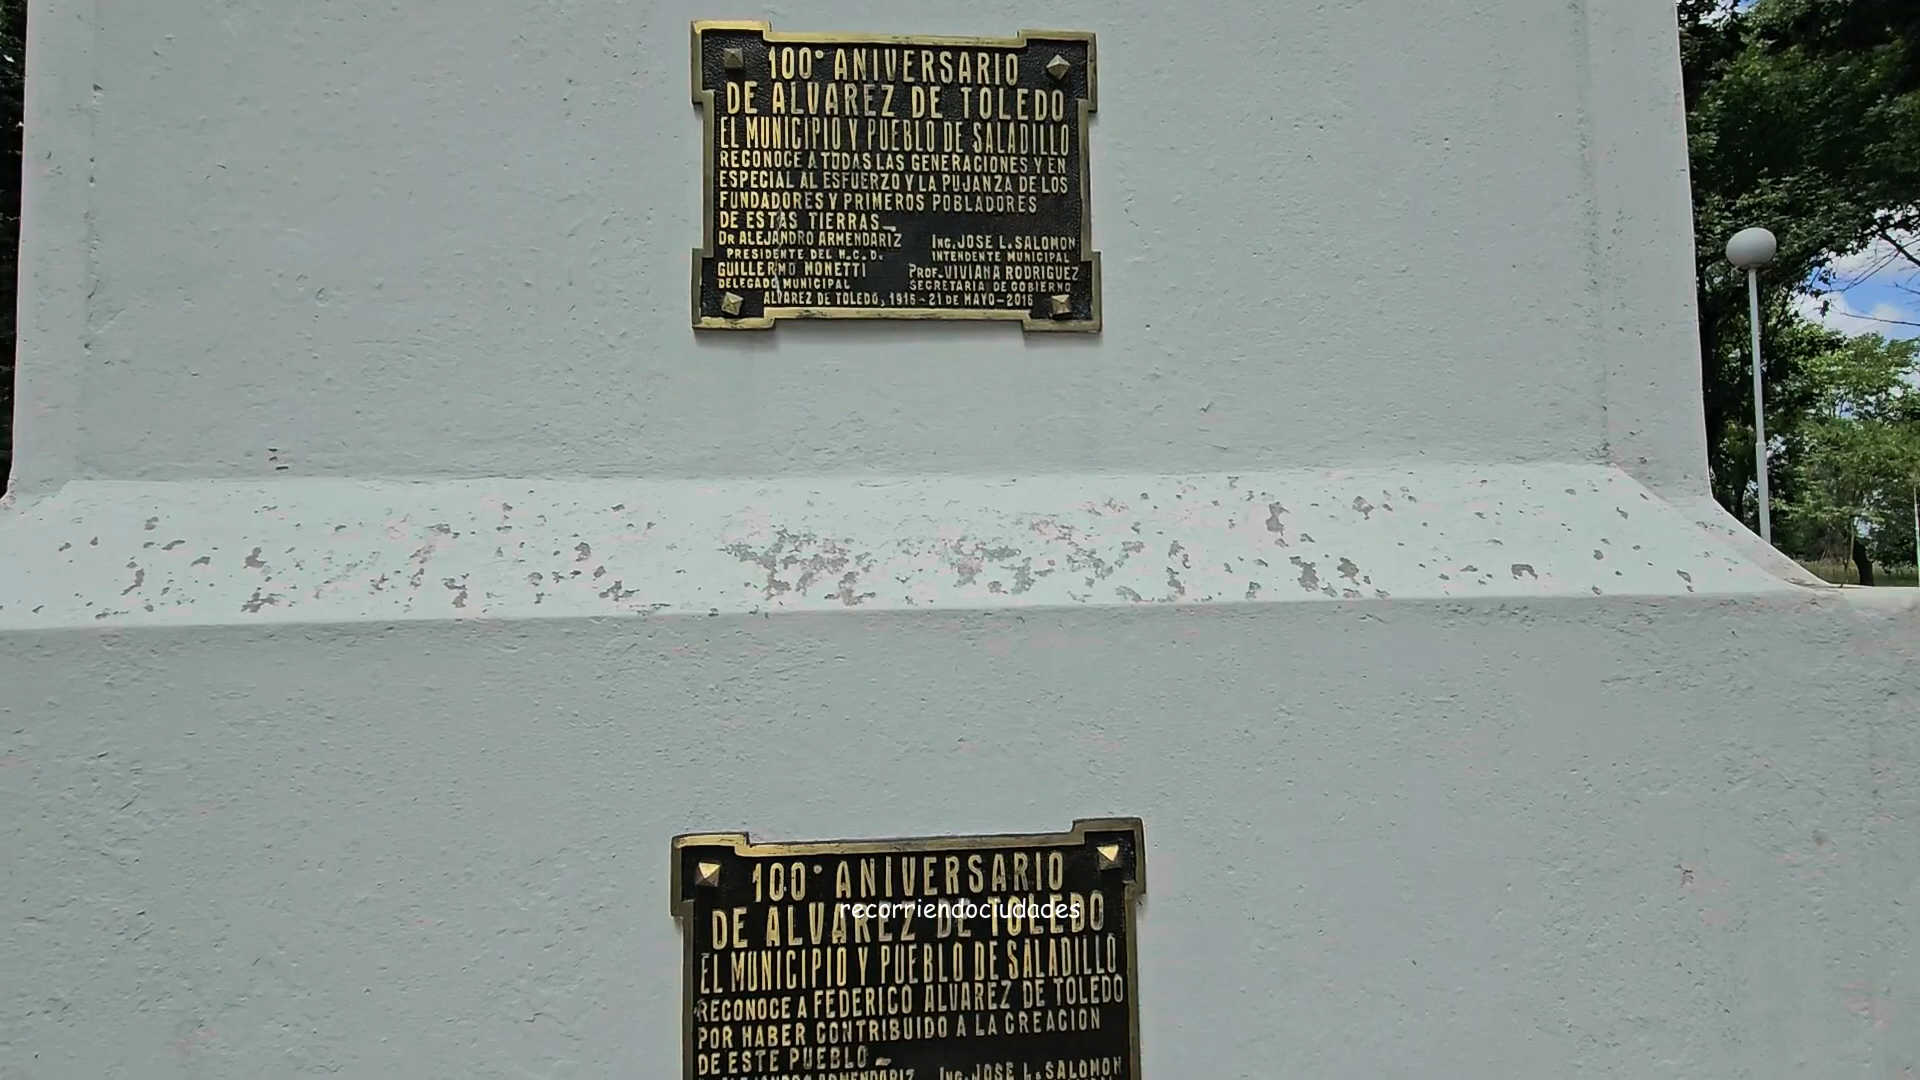 100° ANIVERSARIO
DE ALVAREZ DE TOLEDO
EL MUNICIPIO Y PUEBLO DE SALADILLO
RECONOCE A TODAS LAS GENERACIONES Y EN
ESPECIAL AL ESFUERZO Y LA PUJANZA DE LOS
FUNDADORES Y PRIMEROS POBLADORES
DE ESTAS TIERRAS
DR ALEJANDRO ARMENDARIZ ING. JOSE L. SALOMON
PRESIDENTE DEL H.C.D. INTENDENTE MUNICIPAL
GUILLERMO MONETTI PROF. VIVIANA RODRIGUEZ
DELEGADO MUNICIPAL SECRETARIA DE GOBIERNO
ALVAREZ DE TOLEDO, 1916-21 DE MAYO-2016
100° ANIVERSARIO
DE ALVAREZ DE TOLEDO
recorriendociudades
EL MUNICIPIO Y PUEBLO DE SALADILLO
RECONOCE A FEDERICO ALVAREZ DE TOLEDO
POR HABER CONTRIBUIDO A LA CREACION
DE ESTE PUEBLO
ALEJANDRO ARMENDARIZ ING. JOSE L. SALOMON